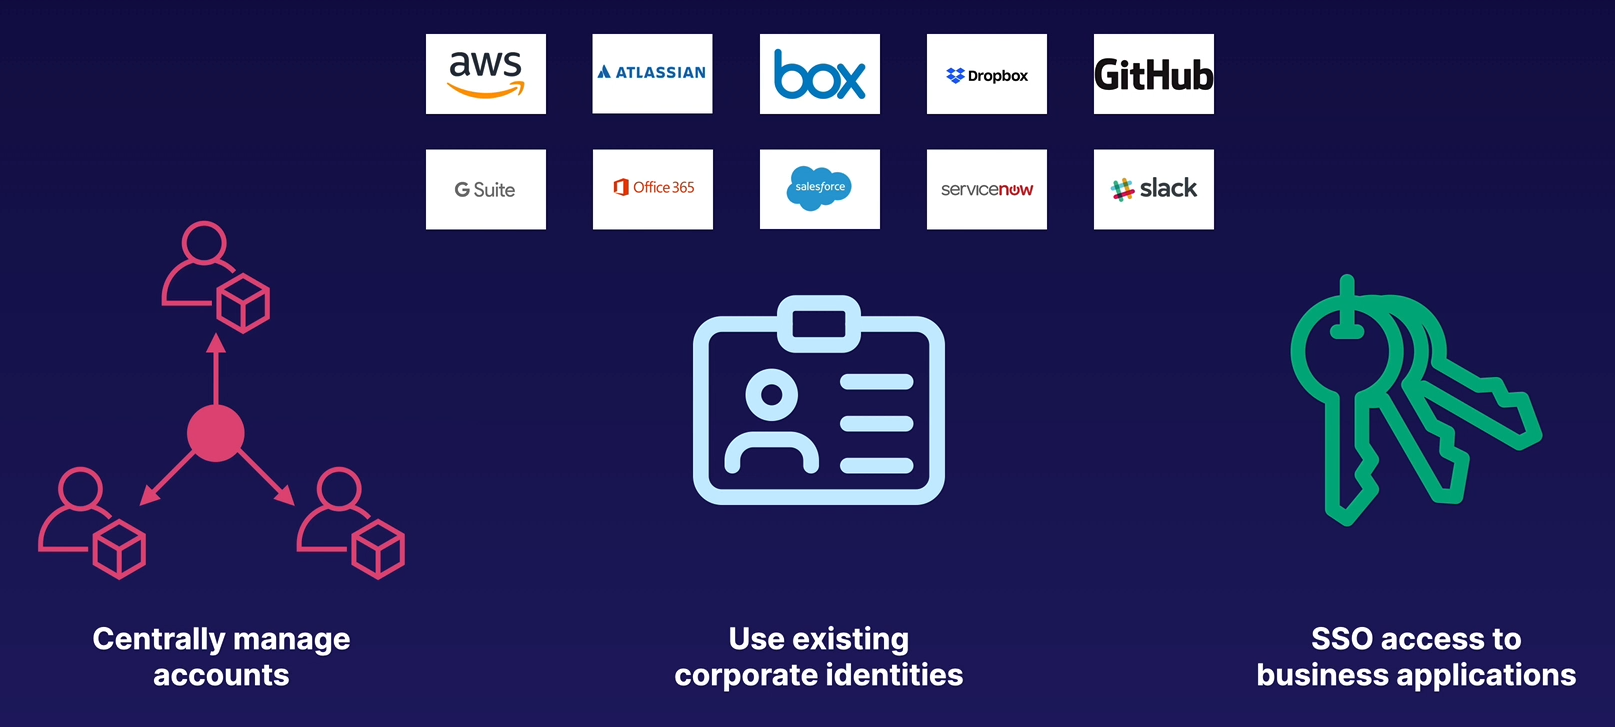 aws
ATLASSIAN
box
Dropbox
GitHub
G Suite
Office 365
salesforce
servicenow
slack
Centrally manage
accounts
Use existing
corporate identities
SSO access to
business applications